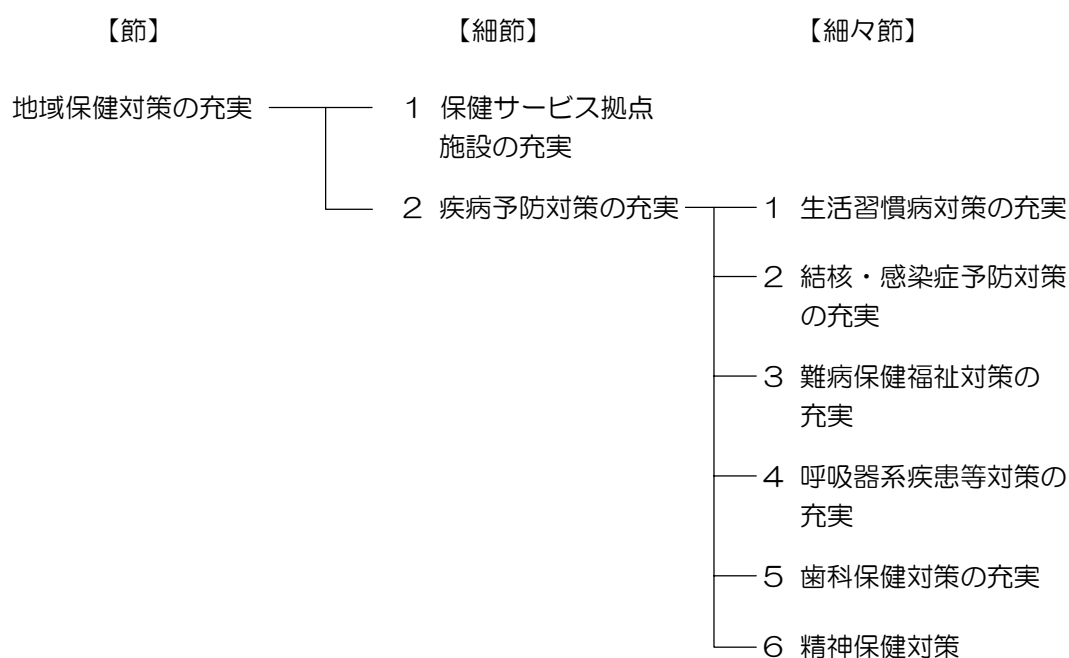 【節】 【細節】 【細々節】
地域保健対策の充実 1 保健サービス拠点
施設の充実
2 疾病予防対策の充実 1 生活習慣病対策の充実
2 結核・感染症予防対策
の充実
3 難病保健福祉対策の
充実
4 呼吸器系疾患等対策の
充実
5 歯科保健対策の充実
6 精神保健対策